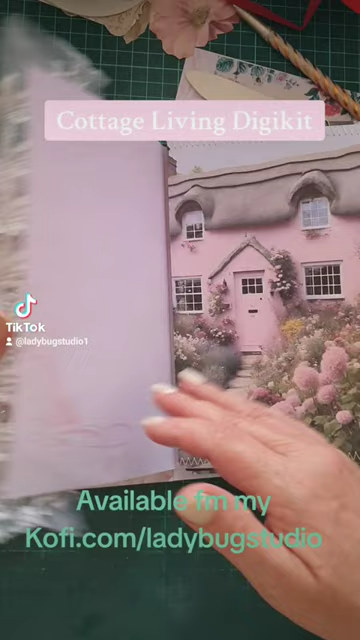 Cottage Living Digikit
TikTok
@ladybugstudio1
Available fm my
Kofi.com/ladybugstudio